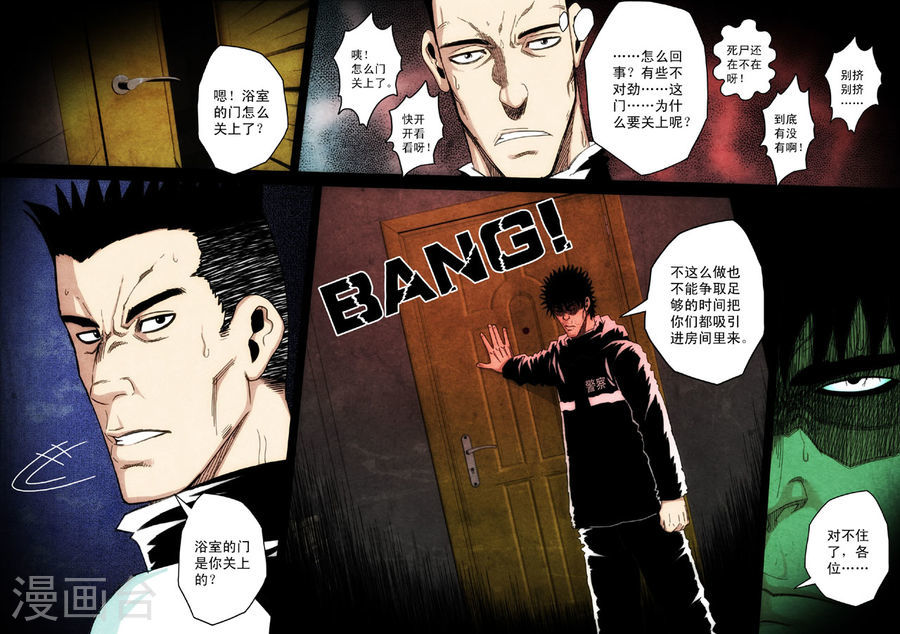 嗯！浴室
的门怎么
关上了？
咦！
怎么门
关上了。
快开
开看
看呀！
……怎么回
事？有些不
对劲……这
门……为什
么要关上呢？
死尸还
在不在
呀！
到底
有没
有啊！
别挤
别挤
……
浴室的门
是你关上
的？
BANG!
警察
不这么做也
不能争取足
够的时间把
你们都吸引
进房间里来。
对不住
了，各
位……
漫画台